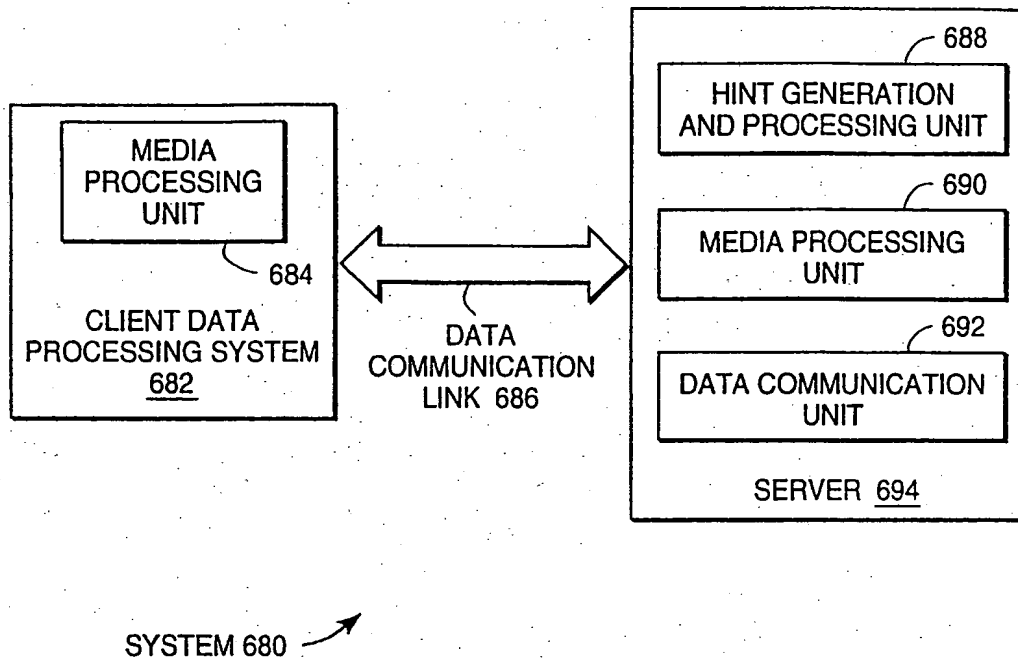 MEDIA
PROCESSING
UNIT
684
CLIENT DATA
PROCESSING SYSTEM
682
DATA
COMMUNICATION
LINK 686
688
HINT GENERATION
AND PROCESSING UNIT
690
MEDIA PROCESSING
UNIT
692
DATA COMMUNICATION
UNIT
SERVER 694
SYSTEM 680